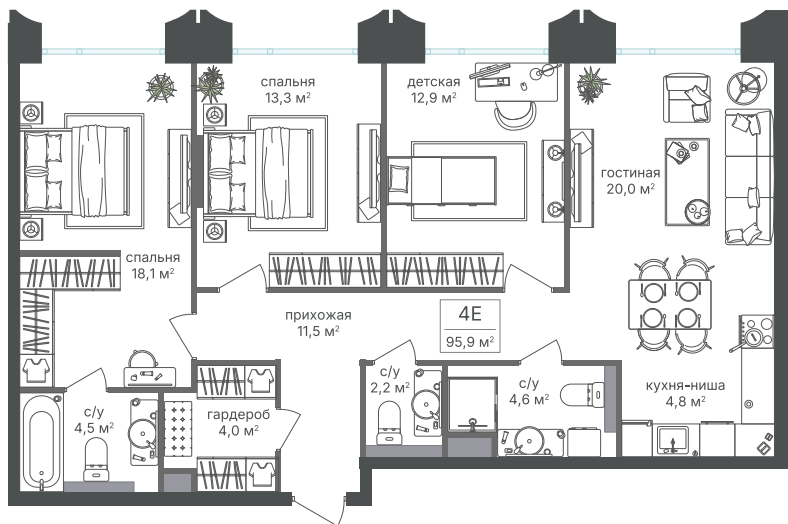 спальня
13,3 м²
детская
12,9 м²
гостиная
20,0 м²
спальня
18,1 м²
прихожая
11,5 м²
4Е
95,9 м²
с/у
2,2 м²
с/у
4,6 м²
кухня-ниша
4,8 м²
с/у
4,5 м²
гардероб
4,0 м²